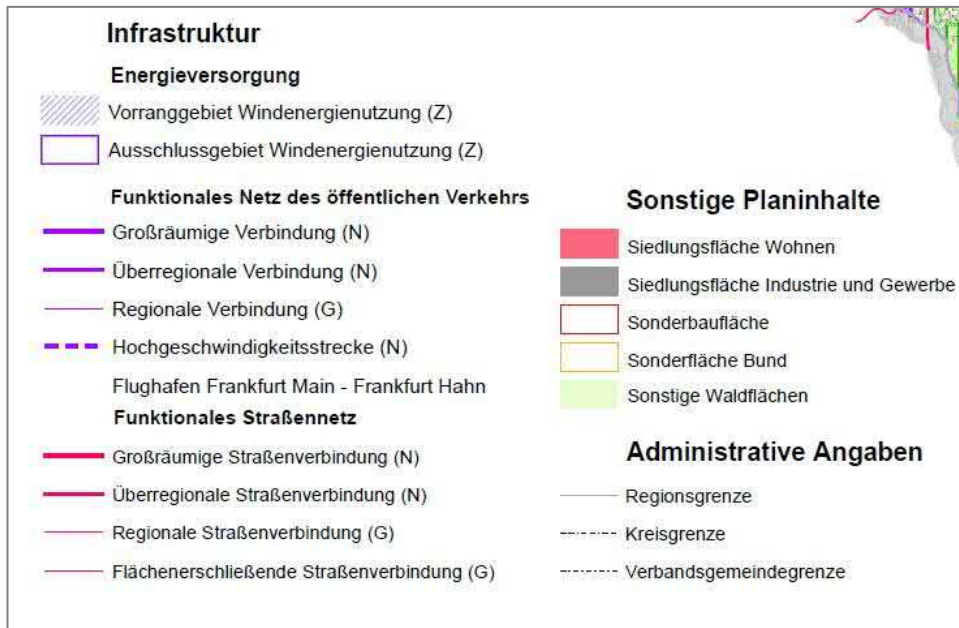 Infrastruktur
Energieversorgung
Vorranggebiet Windenergienutzung (Z)
Ausschlussgebiet Windenergienutzung (Z)
Funktionales Netz des öffentlichen Verkehrs
Großräumige Verbindung (N)
Überregionale Verbindung (N)
Regionale Verbindung (G)
Hochgeschwindigkeitsstrecke (N)
Flughafen Frankfurt Main - Frankfurt Hahn
Funktionales Straßennetz
Großräumige Straßenverbindung (N)
Überregionale Straßenverbindung (N)
Regionale Straßenverbindung (G)
Flächenerschließende Straßenverbindung (G)
Sonstige Planinhalte
Siedlungsfläche Wohnen
Siedlungsfläche Industrie und Gewerbe
Sonderbaufläche
Sonderfläche Bund
Sonstige Waldflächen
Administrative Angaben
Regionsgrenze
Kreisgrenze
Verbandsgemeindegrenze